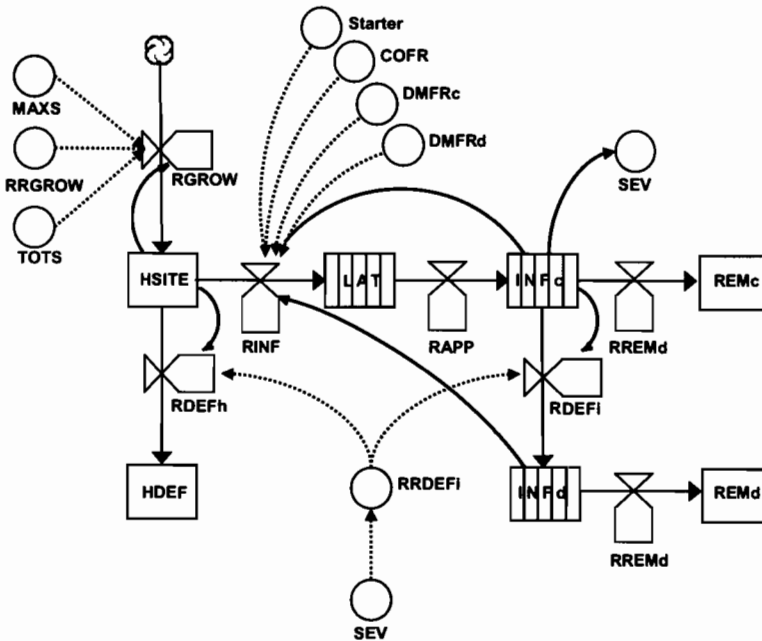 Starter
COFR
MAXS
DMFRc
DMFRd
RRGROW
RGROW
SEV
TOTS
HSITE
LAT
INFc
REMc
RINF
RAPP
RREMd
RDEFh
RDEFi
HDEF
RRDEFi
INFd
REMd
RREMd
SEV